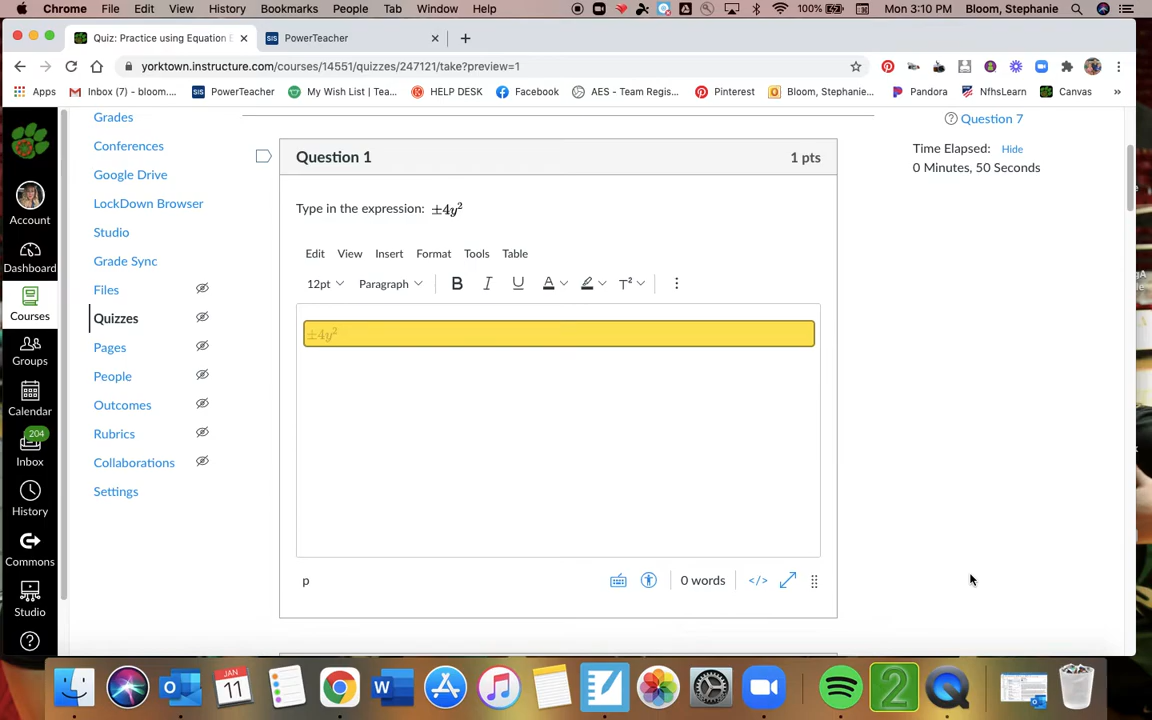 Chrome File Edit View History Bookmarks People Tab Window Help 100% Mon 3:10 PM Bloom, Stephanie
Quiz: Practice using Equation E SIS PowerTeacher
yorktown.instructure.com/courses/14551/quizzes/247121/take?preview=1
Apps Inbox (7) - bloom.... SIS PowerTeacher My Wish List | Tea... HELP DESK Facebook AES - Team Regis... Pinterest Bloom, Stephanie... Pandora NfhsLearn Canvas »
Account
Dashboard
Courses
Groups
Calendar
204
Inbox
History
Commons
Studio
Grades
Conferences
Google Drive
LockDown Browser
Studio
Grade Sync
Files
Quizzes
Pages
People
Outcomes
Rubrics
Collaborations
Settings
Question 1 1 pts
Type in the expression: ±4y²
Edit View Insert Format Tools Table
12pt Paragraph B I U A T²
±4y²
p 0 words </>
Question 7
Time Elapsed: Hide
0 Minutes, 50 Seconds
JAN
11
W
2